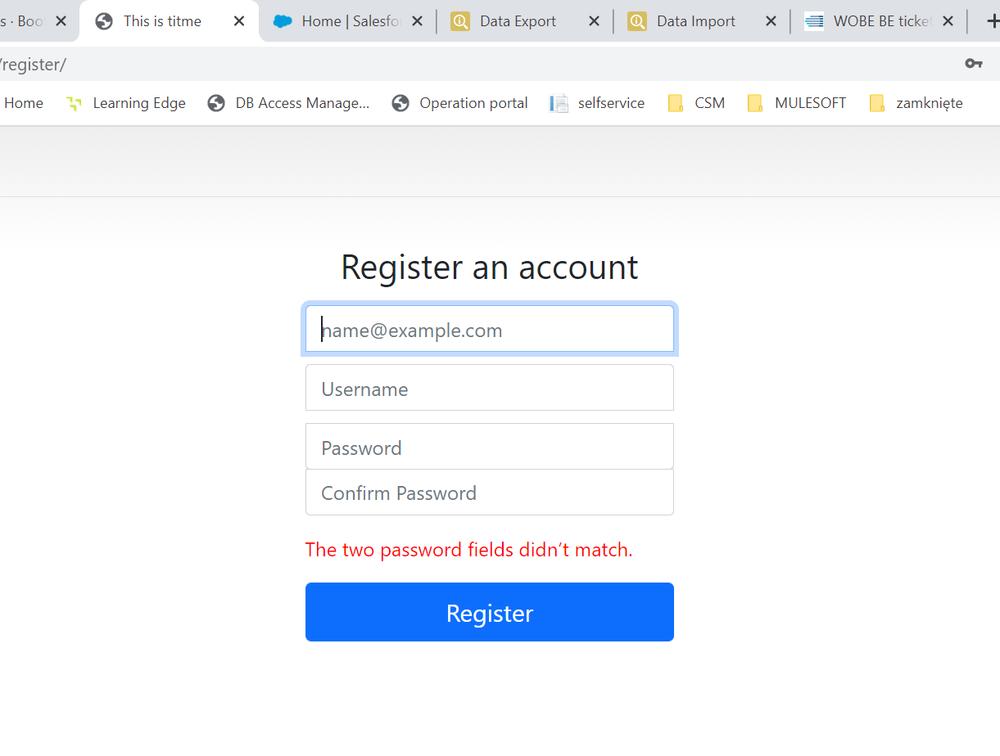 s · Boo
This is titme
Home | Salesfo
Data Export
Data Import
WOBE BE ticke
/register/
Home
Learning Edge
DB Access Manage...
Operation portal
selfservice
CSM
MULESOFT
zamknięte
Register an account
name@example.com
Username
Password
Confirm Password
The two password fields didn’t match.
Register